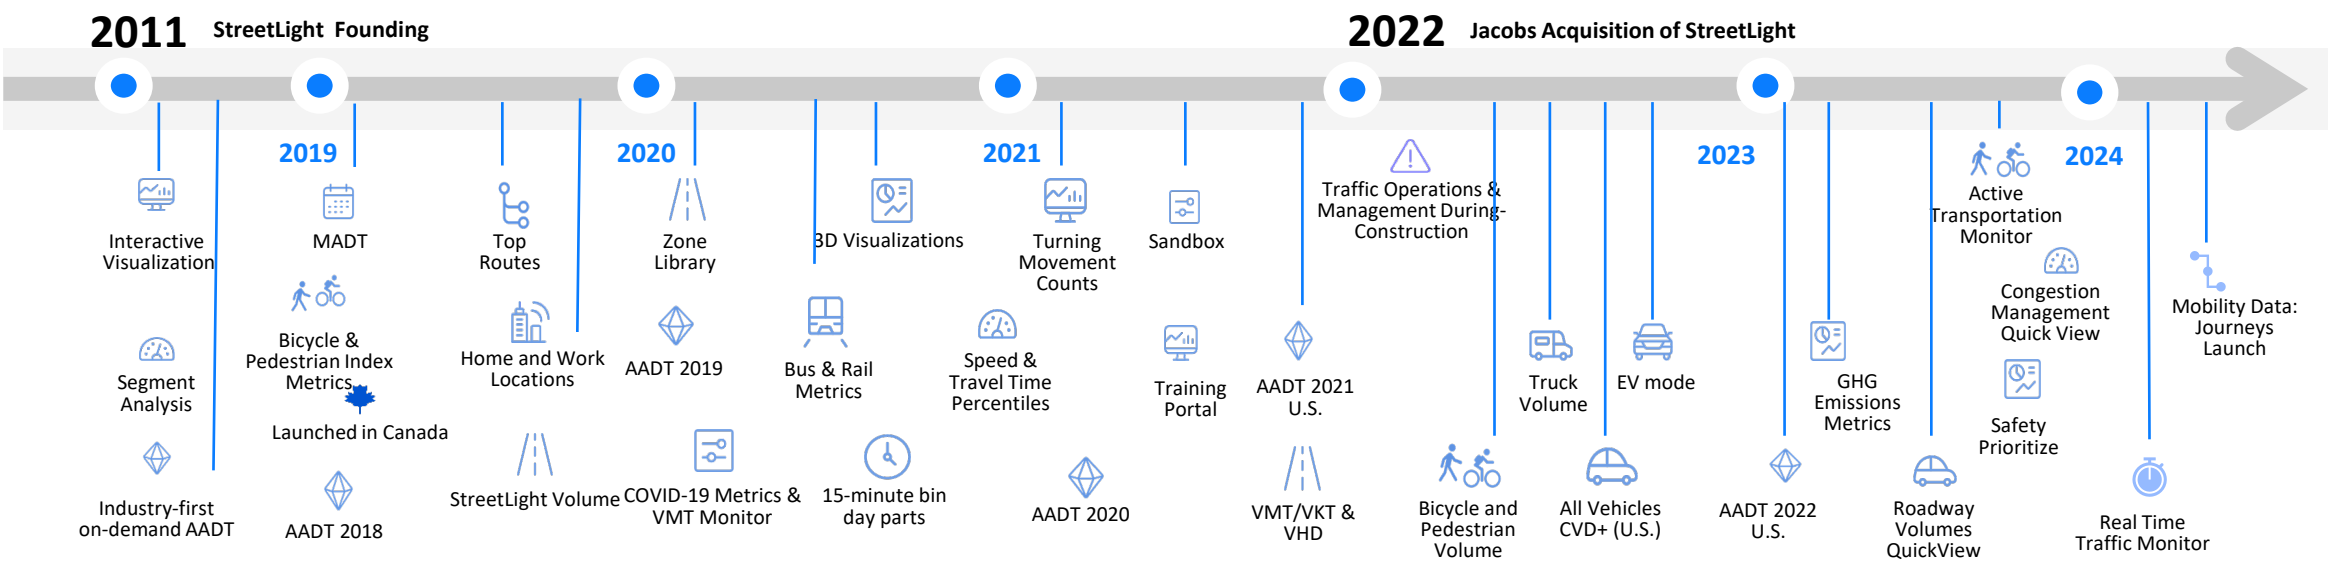 2011 StreetLight Founding
2022 Jacobs Acquisition of StreetLight
2019
2020
2021
2023
2024
Interactive
Visualization
Segment
Analysis
Industry-first
on-demand AADT
MADT
Bicycle &
Pedestrian Index
Metrics
Launched in Canada
AADT 2018
Top
Routes
Home and Work
Locations
StreetLight Volume
Zone
Library
AADT 2019
COVID-19 Metrics &
VMT Monitor
3D Visualizations
Bus & Rail
Metrics
15-minute bin
day parts
Turning
Movement
Counts
Speed &
Travel Time
Percentiles
AADT 2020
Sandbox
Training
Portal
AADT 2021
U.S.
VMT/VKT &
VHD
Traffic Operations &
Management During-
Construction
Bicycle and
Pedestrian
Volume
Truck
Volume
All Vehicles
CVD+ (U.S.)
EV mode
AADT 2022
U.S.
GHG
Emissions
Metrics
Roadway
Volumes
QuickView
Active
Transportation
Monitor
Congestion
Management
Quick View
Safety
Prioritize
Real Time
Traffic Monitor
Mobility Data:
Journeys
Launch